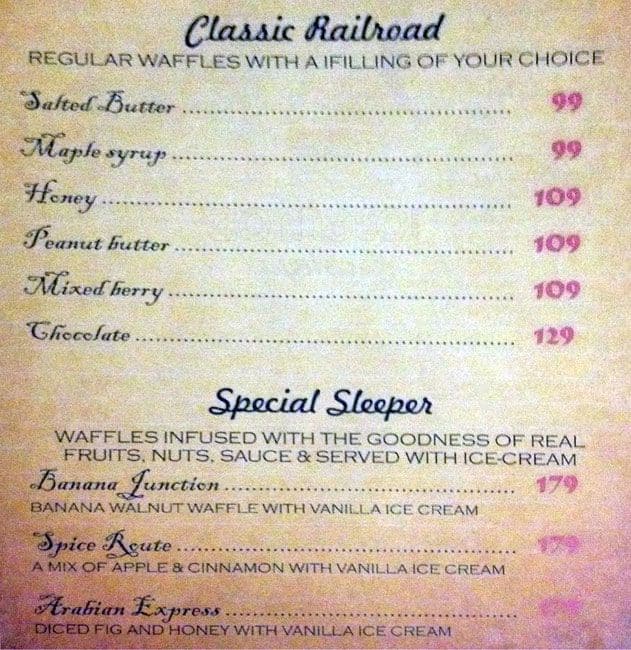 Classic Railroad
REGULAR WAFFLES WITH A IFILLING OF YOUR CHOICE
Salted Butter ........................................ 99
Maple syrup ........................................ 99
Honey ........................................ 109
Peanut butter ........................................ 109
Mixed berry ........................................ 109
Chocolate ........................................ 129
Special Sleeper
WAFFLES INFUSED WITH THE GOODNESS OF REAL
FRUITS, NUTS, SAUCE & SERVED WITH ICE-CREAM
Banana Junction ........................................ 179
BANANA WALNUT WAFFLE WITH VANILLA ICE CREAM
Spice Route ........................................ 179
A MIX OF APPLE & CINNAMON WITH VANILLA ICE CREAM
Arabian Express ........................................
DICED FIG AND HONEY WITH VANILLA ICE CREAM